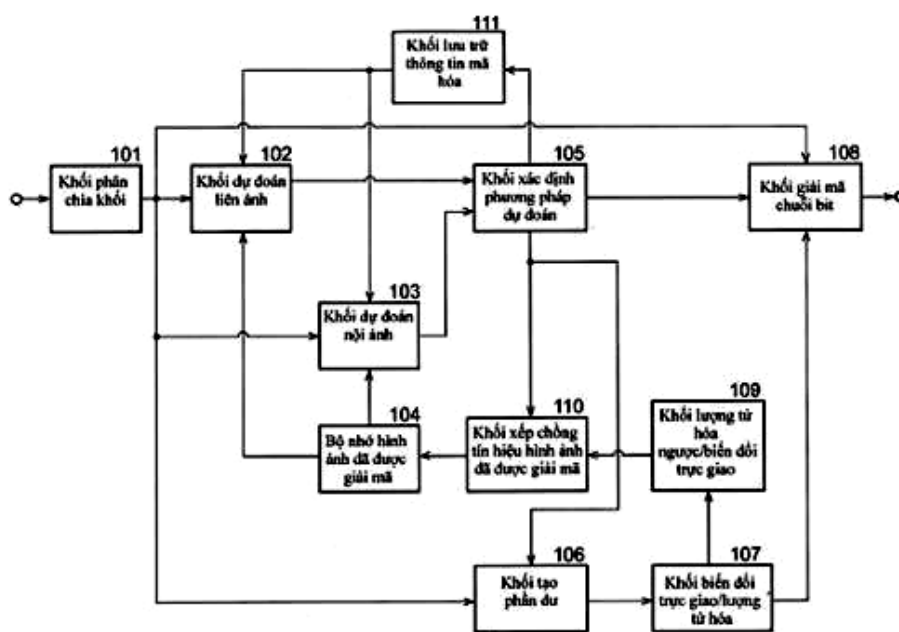 111
Khối lưu trữ
thông tin mã
hóa
101
Khối phân
chia khối
102
Khối dự đoán
liên ảnh
105
Khối xác định
phương pháp
dự đoán
108
Khối giải mã
chuỗi bit
103
Khối dự đoán
nội ảnh
104
Bộ nhớ hình
ảnh đã được
giải mã
110
Khối xếp chồng
tín hiệu hình ảnh
đã được giải mã
109
Khối lượng tử
hóa
ngược/biến đổi
trực giao
106
Khối tạo
phần dư
107
Khối biến đổi
trực giao/lượng
tử hóa